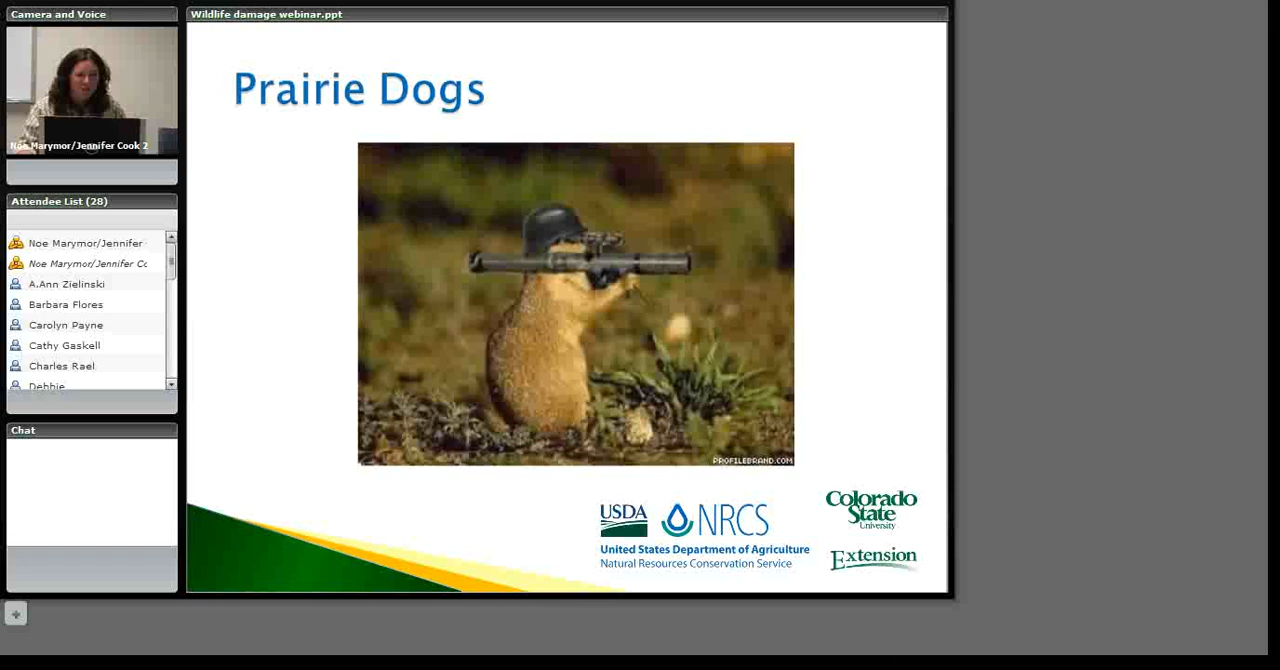 Camera and Voice
Noe Marymor/Jennifer Cook 2
Attendee List (28)
Noe Marymor/Jennifer
Noe Marymor/Jennifer Co
A.Ann Zielinski
Barbara Flores
Carolyn Payne
Cathy Gaskell
Charles Rael
Debbie
Chat
Wildlife damage webinar.ppt
Prairie Dogs
PROFILEBRAND.COM
USDA NRCS
United States Department of Agriculture
Natural Resources Conservation Service
Colorado
State
University
Extension